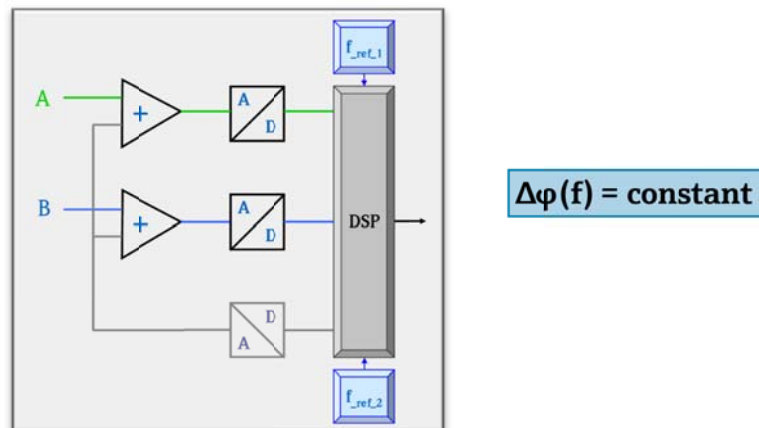 f_ref_1
A
+
A
D
B
+
A
D
DSP
Δφ(f) = constant
D
A
f_ref_2